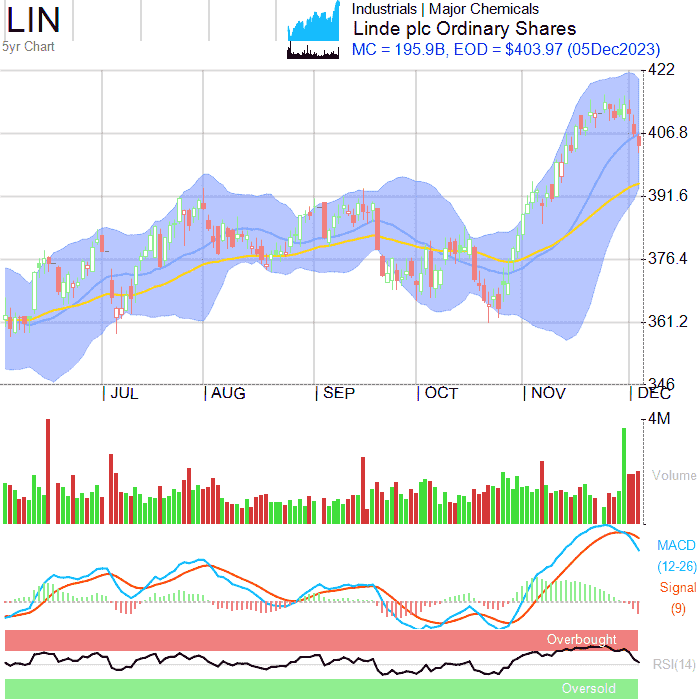 LIN
5yr Chart
Industrials | Major Chemicals
Linde plc Ordinary Shares
MC = 195.9B, EOD = $403.97 (05Dec2023)
422
406.8
391.6
376.4
361.2
346
JUL
AUG
SEP
OCT
NOV
DEC
4M
Volume
MACD
(12-26)
Signal
(9)
Overbought
RSI(14)
Oversold